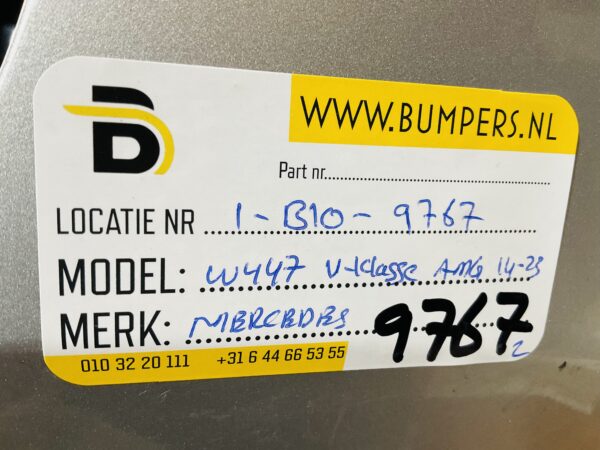 B
WWW.BUMPERS.NL
Part nr.
LOCATIE NR 1-B10-9767
MODEL: W447 V-Klasse AMG 14-23
MERK: MERCEDES 9767 2
010 32 20 111 +31 6 44 66 53 55